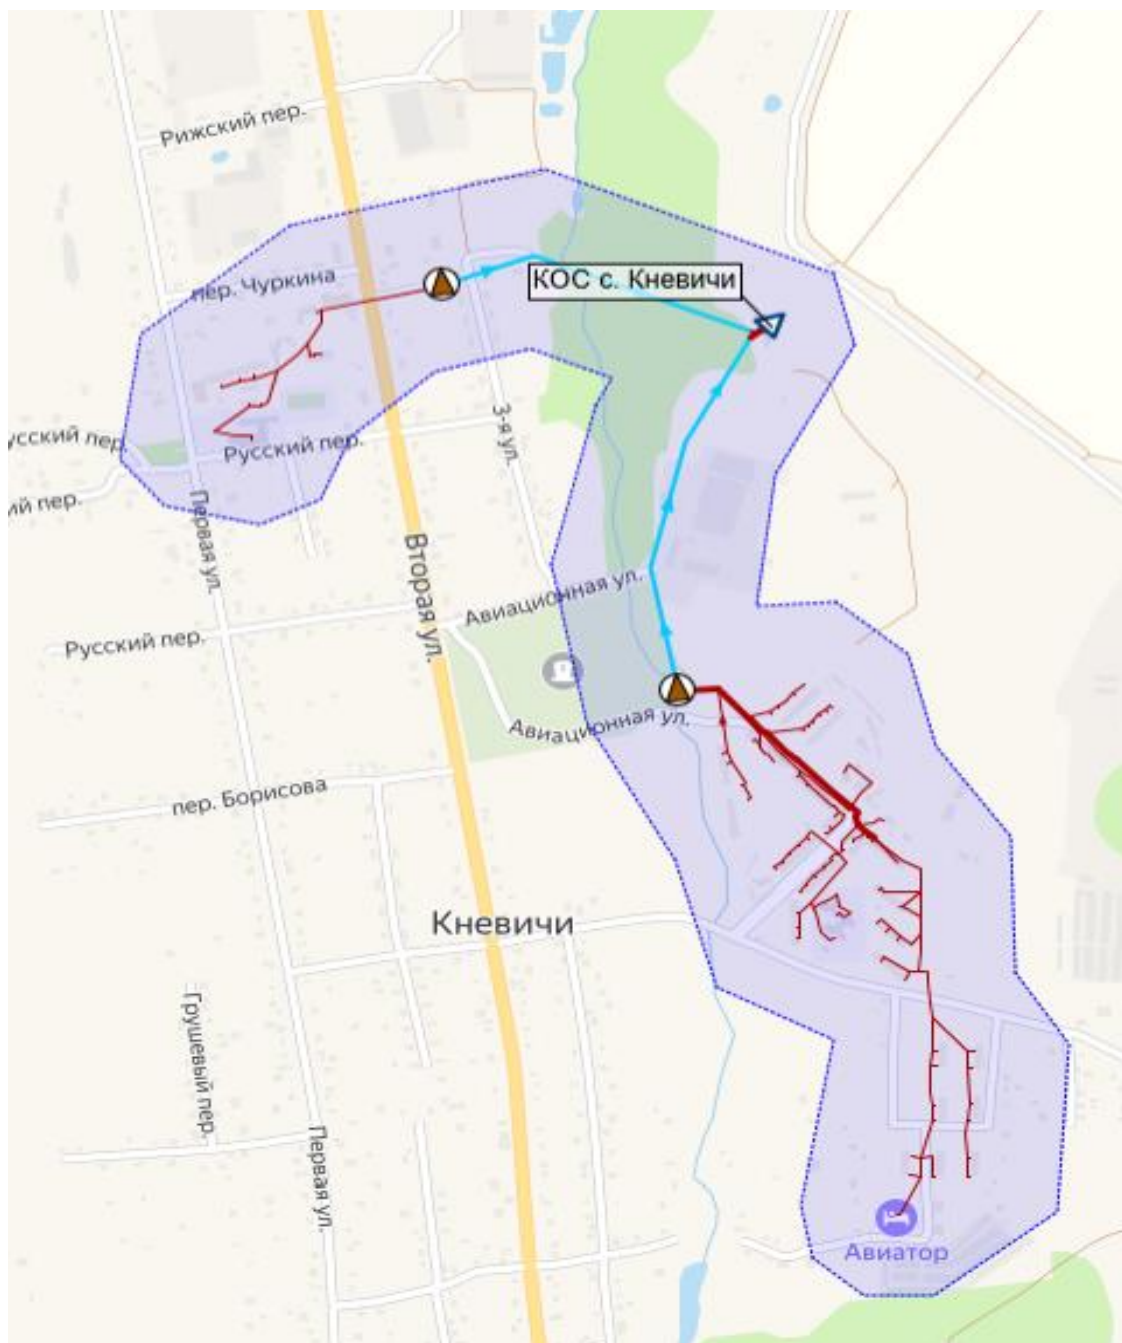 Рижский пер.
КОС с. Кневичи
пер. Чуркина
3-я ул.
усский пер.
Русский пер.
ий пер.
Первая ул.
Вторая ул.
Авиационная ул.
Русский пер.
Авиационная ул.
пер. Борисова
Кневичи
Грушевый пер.
Первая ул.
Авиатор